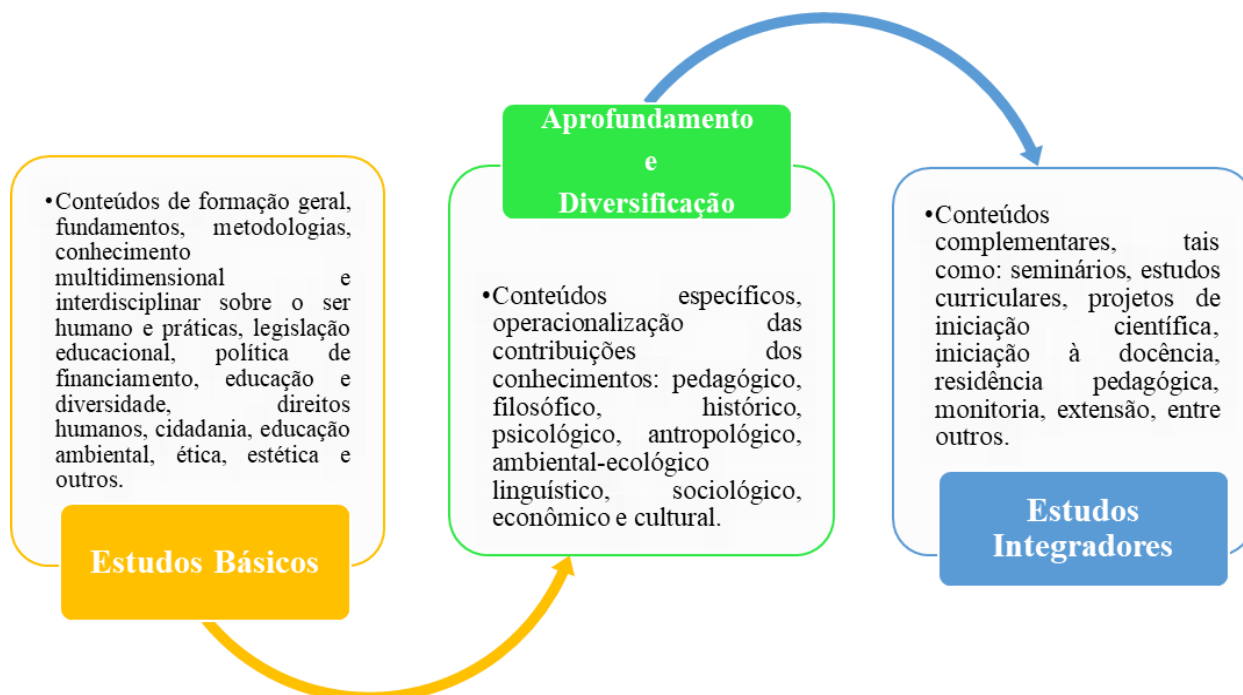 •Conteúdos de formação geral,
fundamentos, metodologias,
conhecimento
multidimensional e
interdisciplinar sobre o ser
humano e práticas, legislação
educacional, política de
financiamento, educação e
diversidade, direitos
humanos, cidadania, educação
ambiental, ética, estética e
outros.
Estudos Básicos
Aprofundamento
e
Diversificação
•Conteúdos específicos,
operacionalização das
contribuições dos
conhecimentos: pedagógico,
filosófico, histórico,
psicológico, antropológico,
ambiental-ecológico
linguístico, sociológico,
econômico e cultural.
•Conteúdos
complementares, tais
como: seminários, estudos
curriculares, projetos de
iniciação científica,
iniciação à docência,
residência pedagógica,
monitoria, extensão, entre
outros.
Estudos
Integradores